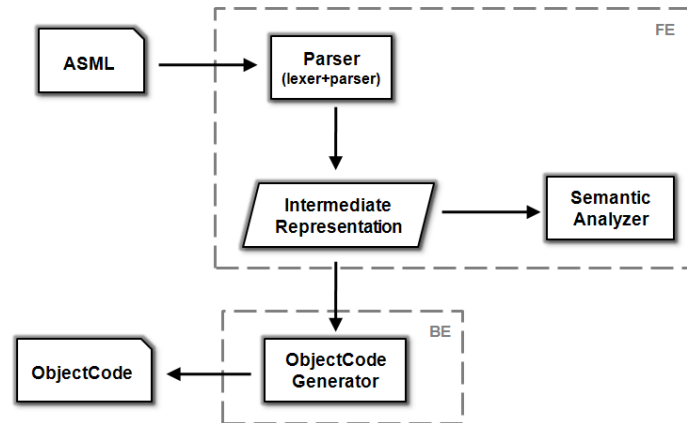 FE
ASML
Parser
(lexer+parser)
Intermediate
Representation
Semantic
Analyzer
BE
ObjectCode
ObjectCode
Generator